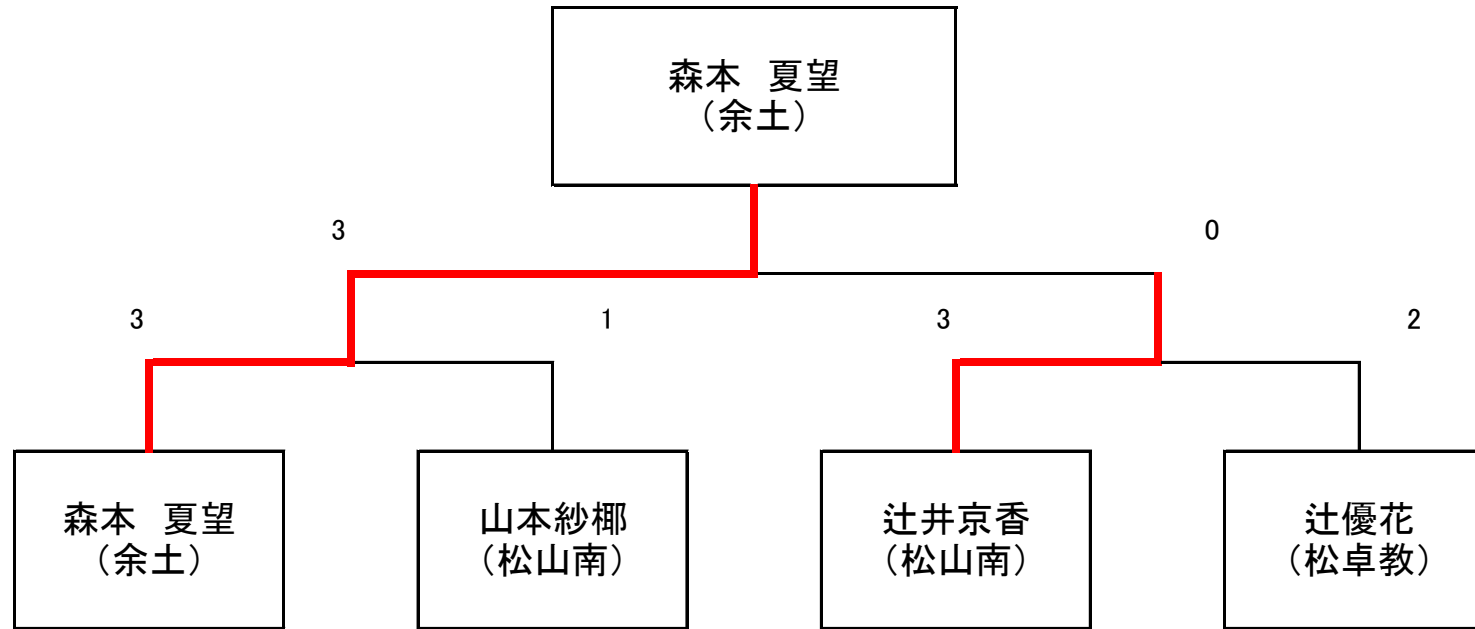 森本　夏望
（余土）
3
0
3
1
3
2
森本　夏望
（余土）
山本紗椰
（松山南）
辻井京香
（松山南）
辻優花
（松卓教）